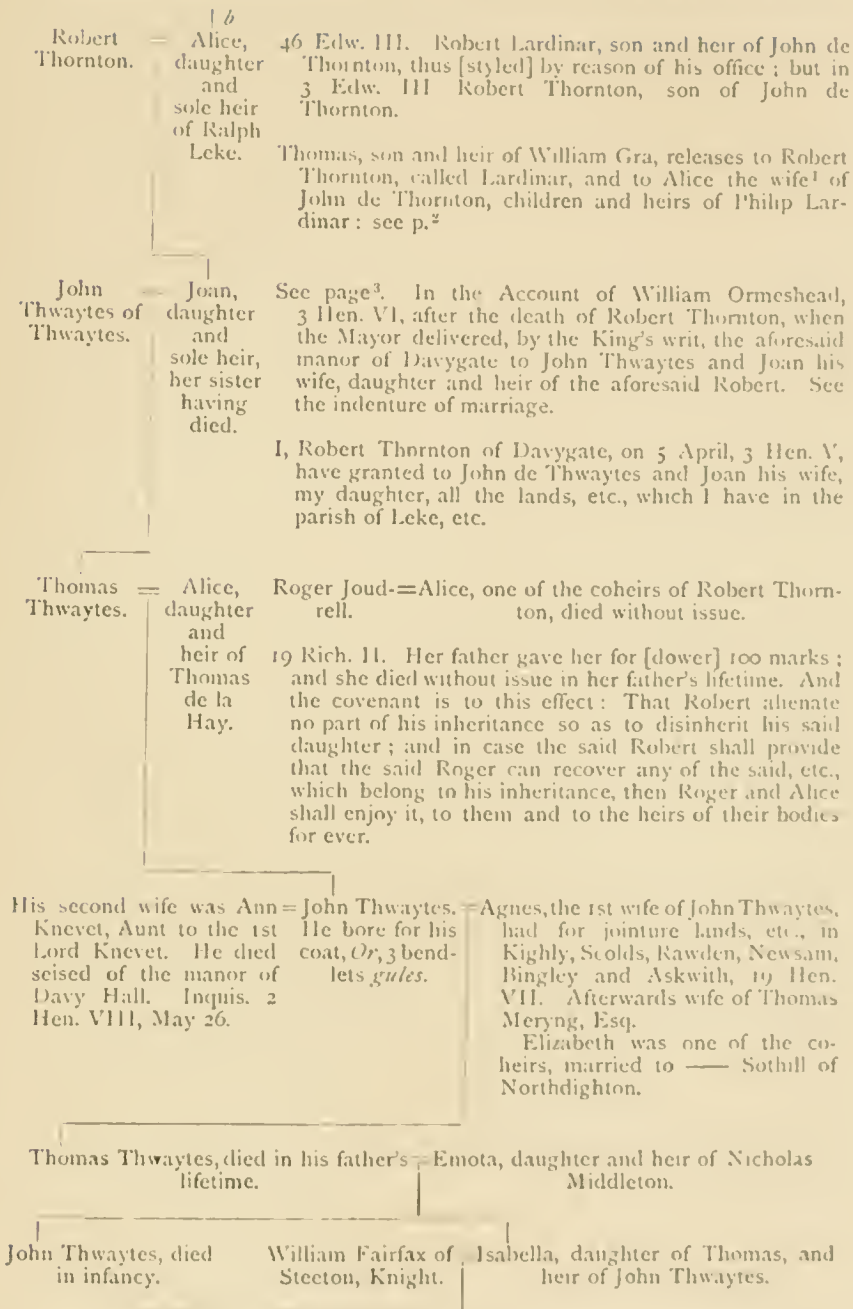 b
Robert
Thornton.
=
Alice,
daughter
and
sole heir
of Ralph
Leke.
46 Edw. III. Robert Lardinar, son and heir of John de
Thornton, thus [styled] by reason of his office ; but in
3 Edw. III Robert Thornton, son of John de
Thornton.
Thomas, son and heir of William Gra, releases to Robert
Thornton, called Lardinar, and to Alice the wife¹ of
John de Thornton, children and heirs of Philip Lar-
dinar : see p.²
John
Thwaytes of
Thwaytes.
Joan,
daughter
and
sole heir,
her sister
having
died.
See page³. In the Account of William Ormeshead,
3 Hen. VI, after the death of Robert Thornton, when
the Mayor delivered, by the King's writ, the aforesaid
manor of Davygate to John Thwaytes and Joan his
wife, daughter and heir of the aforesaid Robert. See
the indenture of marriage.
I, Robert Thornton of Davygate, on 5 April, 3 Hen. V,
have granted to John de Thwaytes and Joan his wife,
my daughter, all the lands, etc., which I have in the
parish of Leke, etc.
Thomas
Thwaytes.
=
Alice,
daughter
and
heir of
Thomas
de la
Hay.
Roger Joud-=Alice, one of the coheirs of Robert Thorn-
rell. ton, died without issue.
19 Rich. II. Her father gave her for [dower] 100 marks ;
and she died without issue in her father's lifetime. And
the covenant is to this effect : That Robert alienate
no part of his inheritance so as to disinherit his said
daughter ; and in case the said Robert shall provide
that the said Roger can recover any of the said, etc.,
which belong to his inheritance, then Roger and Alice
shall enjoy it, to them and to the heirs of their bodies
for ever.
His second wife was Ann
Knevet, Aunt to the 1st
Lord Knevet. He died
seised of the manor of
Davy Hall. Inquis. 2
Hen. VIII, May 26.
=
John Thwaytes.
He bore for his
coat, Or, 3 bend-
lets gules.
=
Agnes, the 1st wife of John Thwaytes,
had for jointure lands, etc., in
Kighly, Scolds, Rawden, Newsam,
Bingley and Askwith, 19 Hen.
VII. Afterwards wife of Thomas
Meryng, Esq.
Elizabeth was one of the co-
heirs, married to —— Sothill of
Northdighton.
Thomas Thwaytes, died in his father's
lifetime.
=
Emota, daughter and heir of Nicholas
Middleton.
John Thwaytes, died
in infancy.
William Fairfax of
Steeton, Knight.
Isabella, daughter of Thomas, and
heir of John Thwaytes.